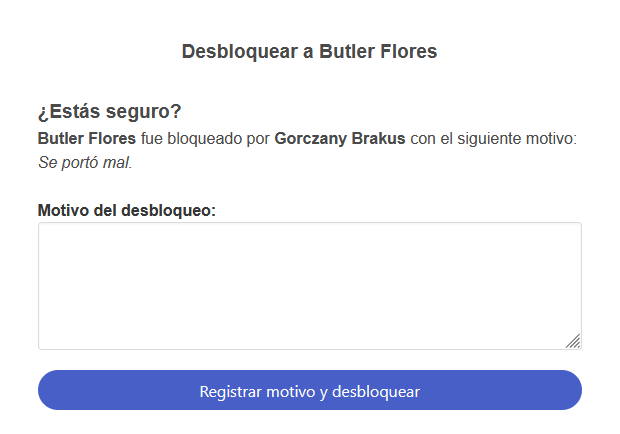 Desbloquear a Butler Flores
¿Estás seguro?
Butler Flores fue bloqueado por Gorczany Brakus con el siguiente motivo:
Se portó mal.
Motivo del desbloqueo:
Registrar motivo y desbloquear